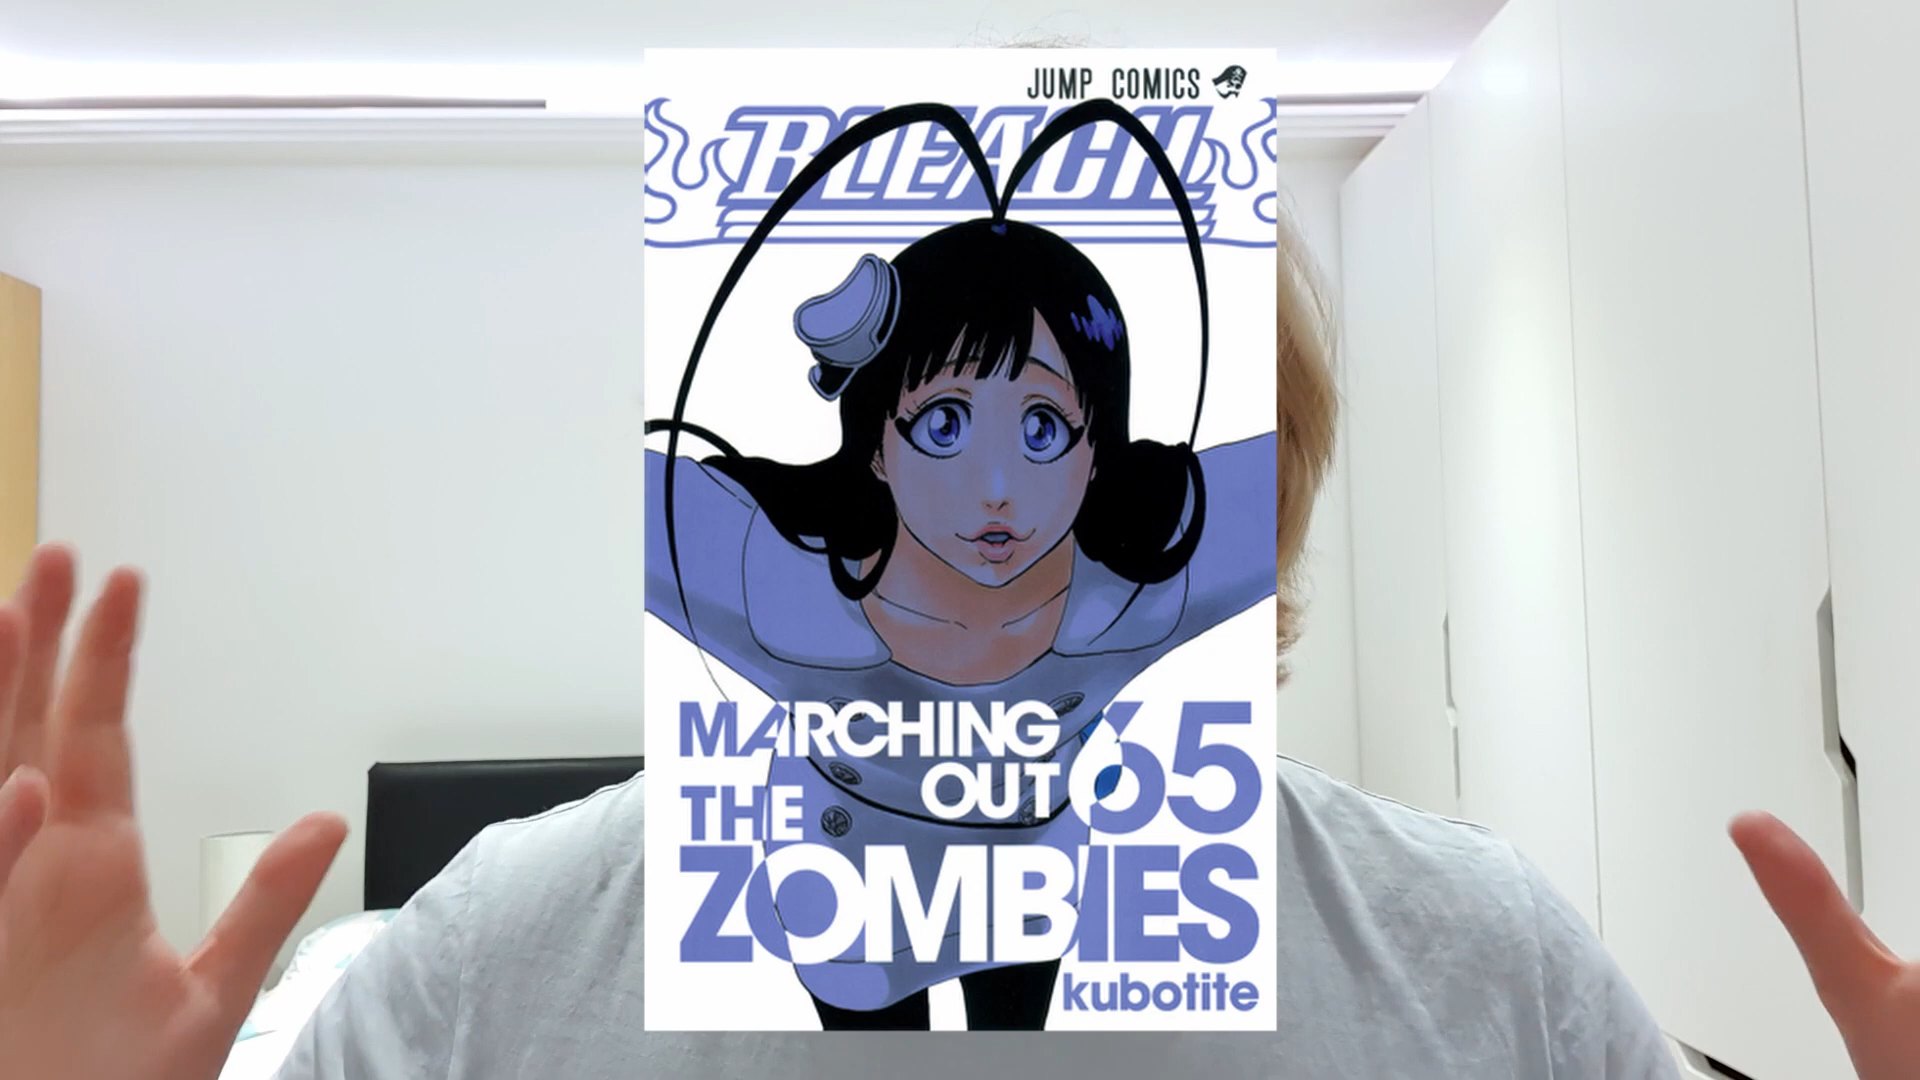 JUMP COMICS
BLEACH
MARCHING
OUT 65
THE
ZOMBIES
kubotite